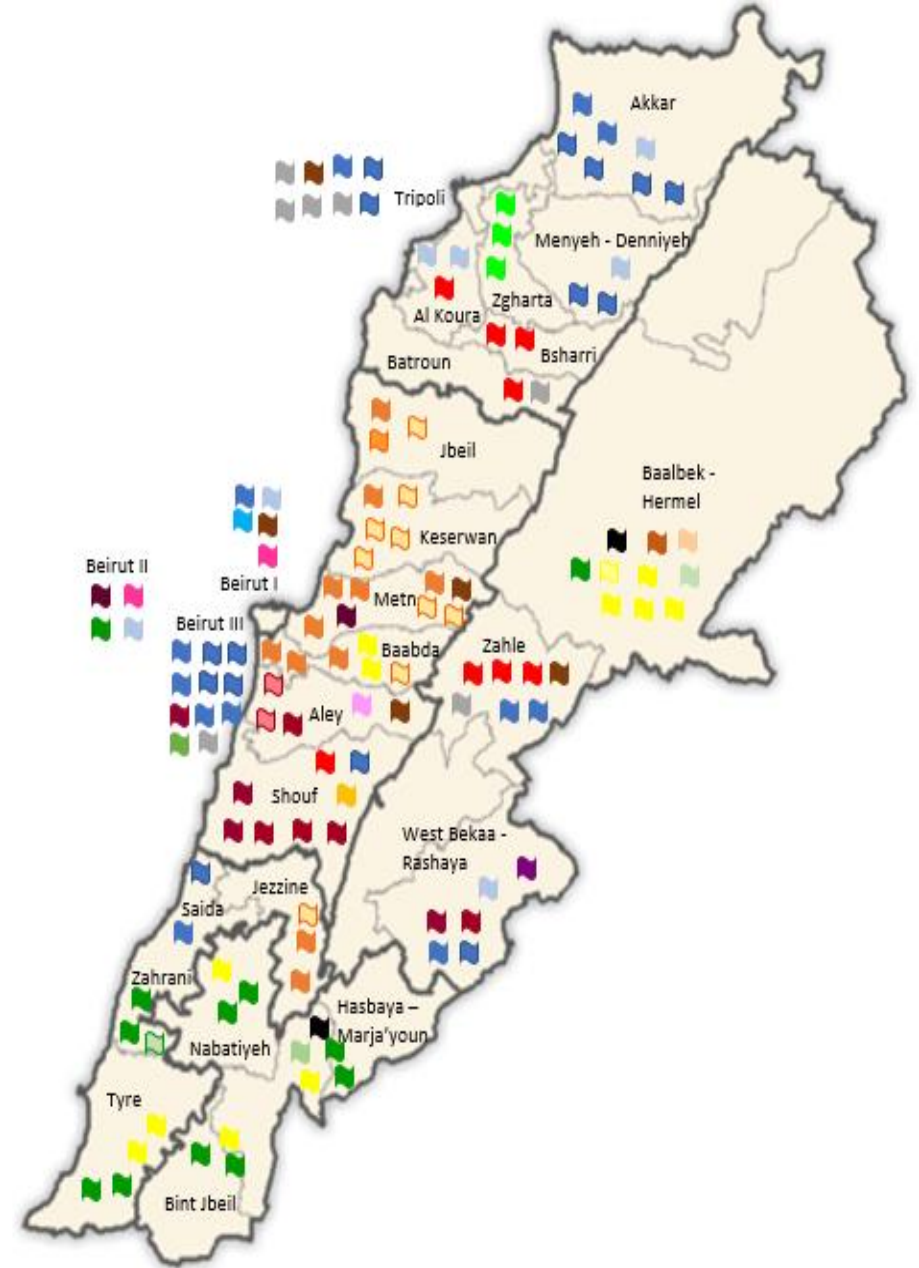 Akkar
Tripoli
Menyeh - Denniyeh
Zgharta
Al Koura
Bsharri
Batroun
Jbeil
Baalbek -
Hermel
Keserwan
Beirut II
Beirut I
Metn
Beirut III
Baabda
Zahle
Aley
Shouf
West Bekaa -
Rashaya
Jezzine
Saida
Zahrani
Hasbaya –
Marja'youn
Nabatiyeh
Tyre
Bint Jbeil